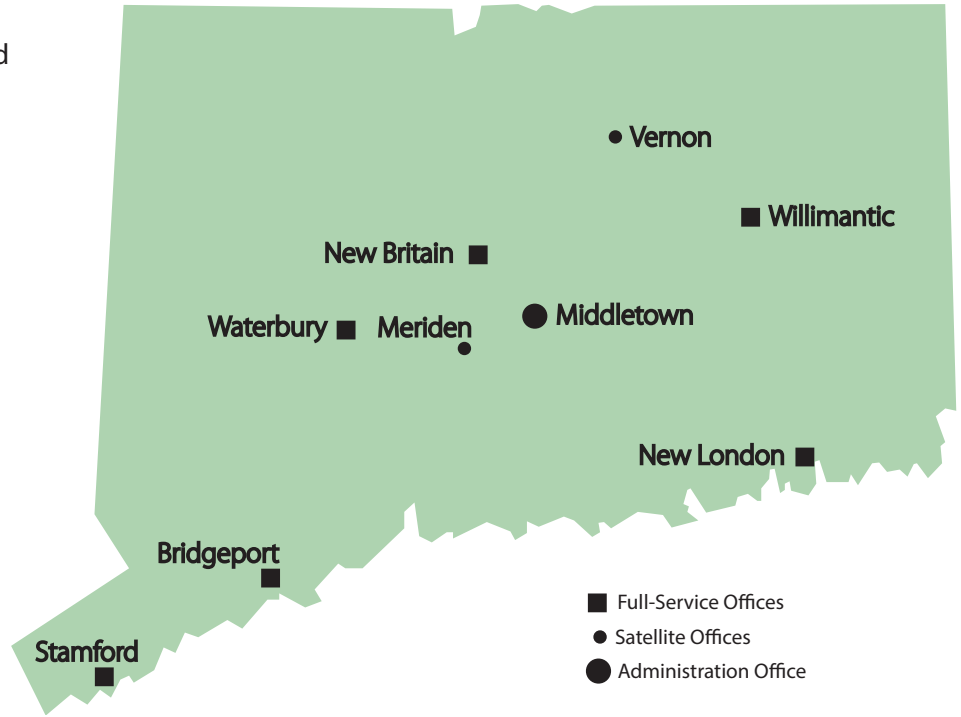 d
Vernon
Willimantic
New Britain
Middletown
Waterbury
Meriden
New London
Bridgeport
Stamford
Full-Service Offices
Satellite Offices
Administration Office